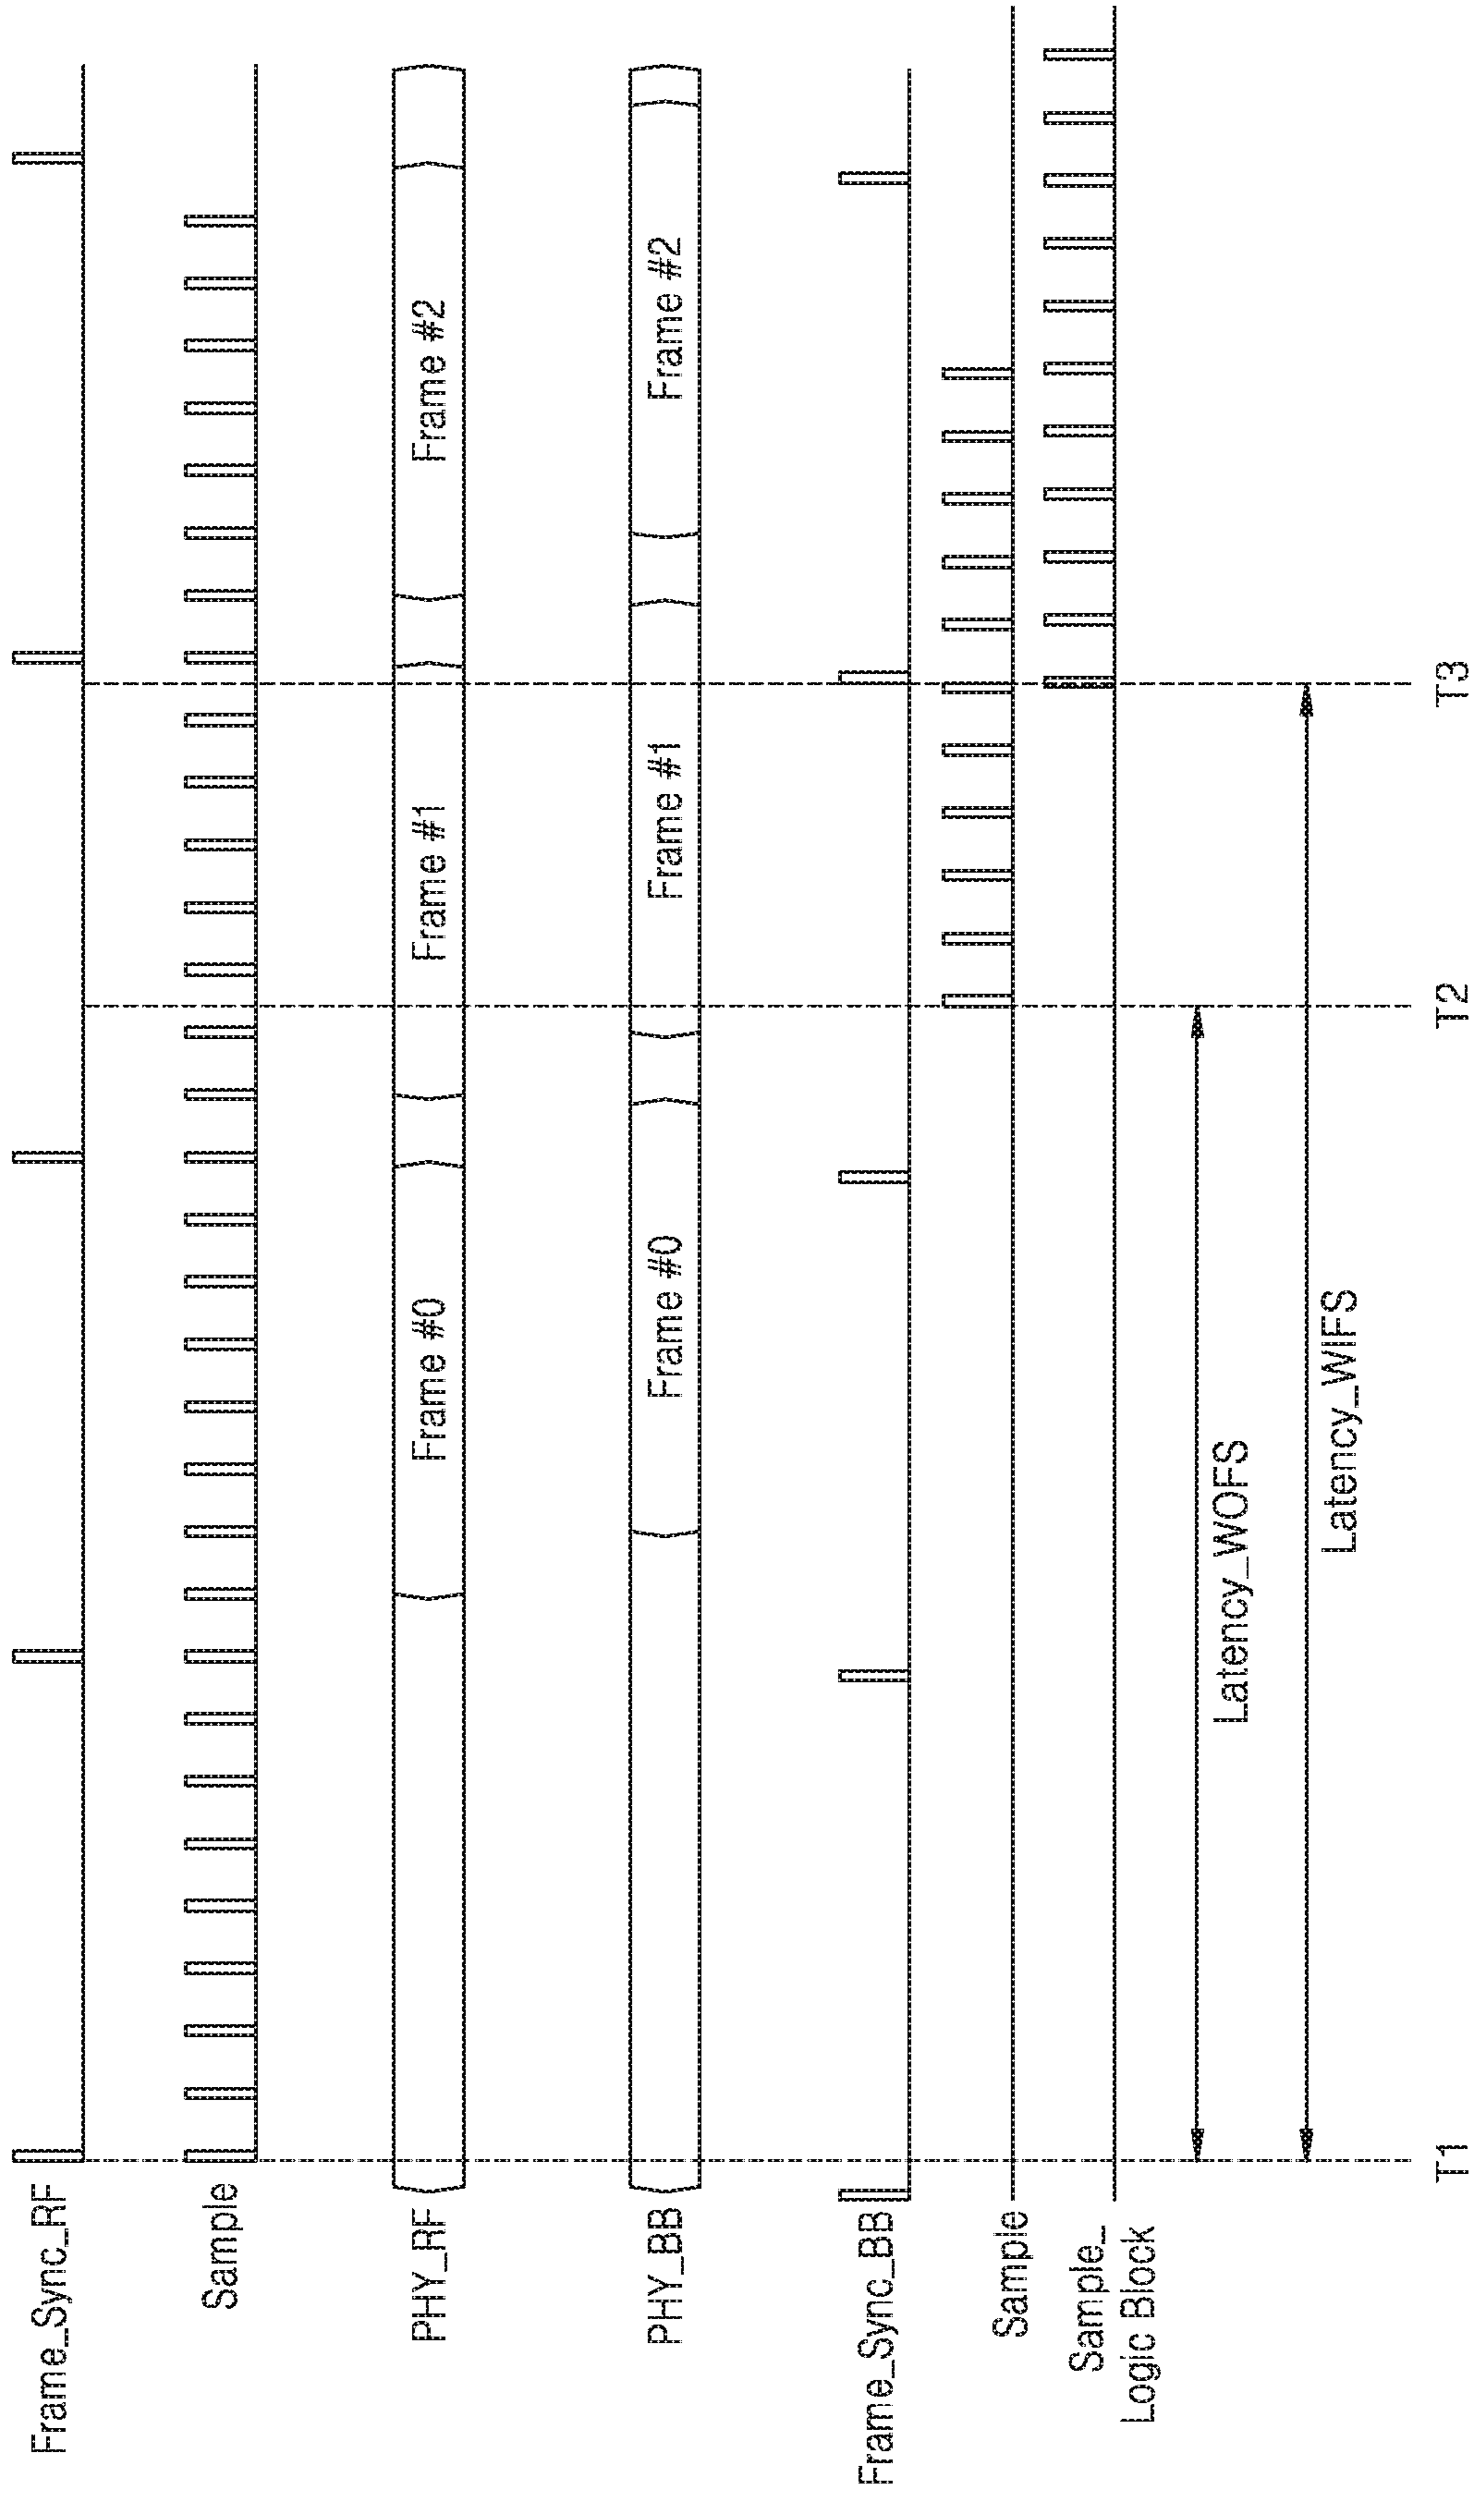 Frame_Sync_RF
Sample
PHY_RF
Frame #0
Frame #1
Frame #2
PHY_BB
Frame #0
Frame #1
Frame #2
Frame_Sync_BB
Sample
Sample_
Logic Block
Latency_WOFS
Latency_WIFS
T1
T2
T3